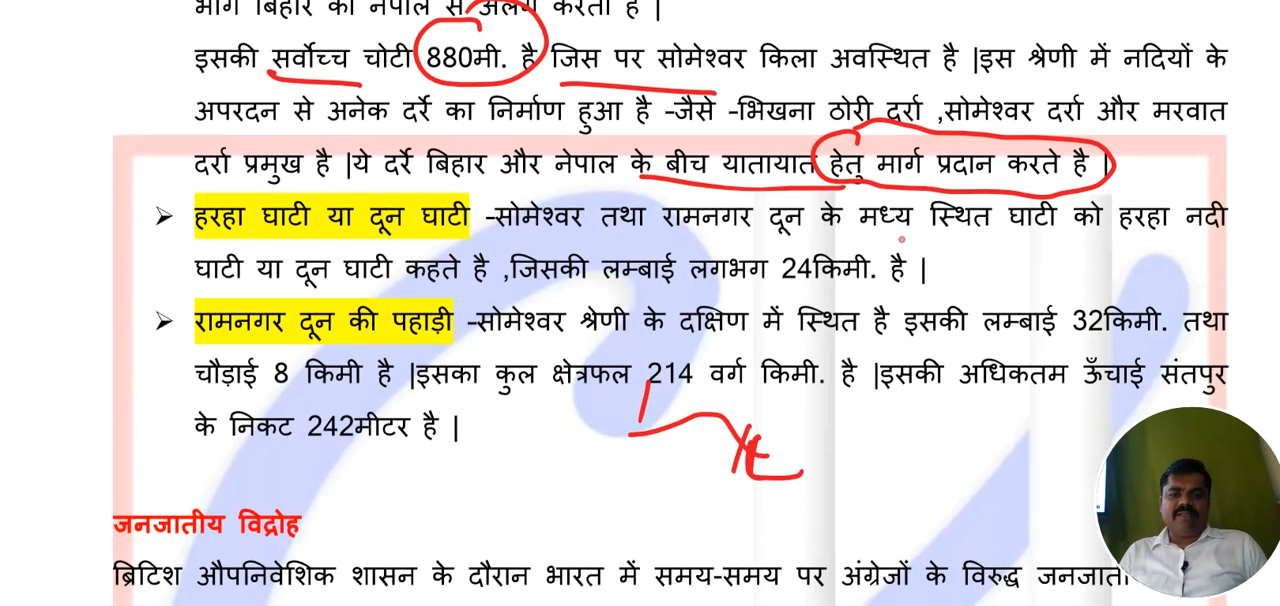 भाग बिहार को नेपाल से अलग करता है |
इसकी सर्वोच्च चोटी 880मी. है जिस पर सोमेश्वर किला अवस्थित है |इस श्रेणी में नदियों के
अपरदन से अनेक दर्रे का निर्माण हुआ है –जैसे –भिखना ठोरी दर्रा ,सोमेश्वर दर्रा और मरवात
दर्रा प्रमुख है |ये दर्रे बिहार और नेपाल के बीच यातायात हेतु मार्ग प्रदान करते है |
➢ हरहा घाटी या दून घाटी –सोमेश्वर तथा रामनगर दून के मध्य स्थित घाटी को हरहा नदी
घाटी या दून घाटी कहते है ,जिसकी लम्बाई लगभग 24किमी. है |
➢ रामनगर दून की पहाड़ी –सोमेश्वर श्रेणी के दक्षिण में स्थित है इसकी लम्बाई 32किमी. तथा
चौड़ाई 8 किमी है |इसका कुल क्षेत्रफल 214 वर्ग किमी. है |इसकी अधिकतम ऊँचाई संतपुर
के निकट 242मीटर है |
जनजातीय विद्रोह
ब्रिटिश औपनिवेशिक शासन के दौरान भारत में समय-समय पर अंग्रेजों के विरुद्ध